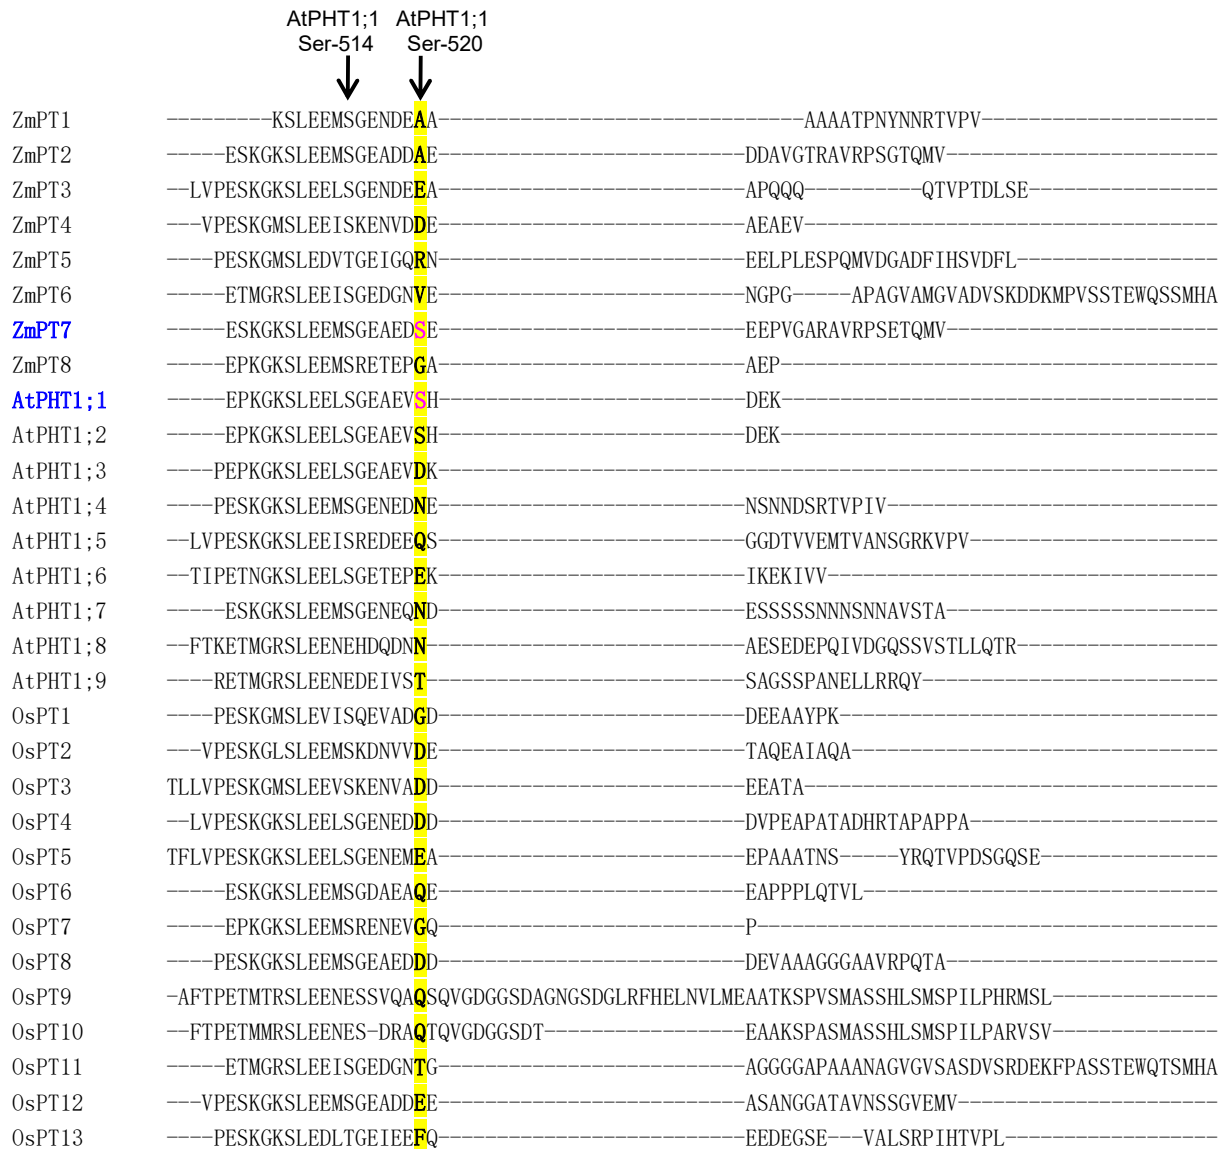 AtPHT1;1 AtPHT1;1
Ser-514 Ser-520
ZmPT1 ---------KSLEEMSGENDEAA-------------------------------AAAATPNYNNRTVPV--------------------
ZmPT2 -----ESKGKSLEEMSGEADDAE--------------------------DDAVGTRAVRPSGTQMV-----------------------
ZmPT3 --LVPESKGKSLEELSGENDEEA--------------------------APQQQ----------QTVPTDLSE----------------
ZmPT4 ---VPESKGMSLEEISKENVDDE--------------------------AEAEV-----------------------------------
ZmPT5 ----PESKGMSLEDVTGEIGQRN--------------------------EELPLESPQMVDGADFIHSVDFL-----------------
ZmPT6 -----ETMGRSLEEISGEDGNVE--------------------------NGPG-----APAGVAMGVADVSKDDKMPVSSTEWQSSMHA
ZmPT7 -----ESKGKSLEEMSGEAEDSE--------------------------EEPVGARAVRPSETQMV-----------------------
ZmPT8 -----EPKGKSLEEMSRETEPGA--------------------------AEP-------------------------------------
AtPHT1;1 -----EPKGKSLEELSGEAEVSH--------------------------DEK-------------------------------------
AtPHT1;2 -----EPKGKSLEELSGEAEVSH--------------------------DEK-------------------------------------
AtPHT1;3 ----PEPKGKSLEELSGEAEVDK------------------------------------------------------------------
AtPHT1;4 ----PESKGKSLEEMSGENEDNE--------------------------NSNNDSRTVPIV----------------------------
AtPHT1;5 --LVPESKGKSLEEISREDEEQS--------------------------GGDTVVEMTVANSGRKVPV---------------------
AtPHT1;6 --TIPETNGKSLEELSGETEPEK--------------------------IKEKIVV---------------------------------
AtPHT1;7 -----ESKGKSLEEMSGENEQND--------------------------ESSSSSNNNSNNAVSTA-----------------------
AtPHT1;8 --FTKETMGRSLEENEHDQDNNN---------------------------AESEDEPQIVDGQSSVSTLLQTR-----------------
AtPHT1;9 ----RETMGRSLEENEDEIVST---------------------------SAGSSPANELLRRQY-------------------------
OsPT1 ----PESKGMSLEVISQEVADGD--------------------------DEEAAYPK--------------------------------
OsPT2 ---VPESKGLSLEEMSKDNVVDE--------------------------TAQEAIAQA-------------------------------
OsPT3 TLLVPESKGMSLEEVSKENVADD--------------------------EEATA-----------------------------------
OsPT4 --LVPESKGKSLEELSGENEDDD--------------------------DVPEAPATADHRTAPAPPA---------------------
OsPT5 TFLVPESKGKSLEELSGENEMEA--------------------------EPAAATNS-----YRQTVPDSGQSE---------------
OsPT6 -----ESKGKSLEEMSGDAEAQE--------------------------EAPPPLQTVL------------------------------
OsPT7 -----EPKGKSLEEMSRENEVGQ--------------------------P---------------------------------------
OsPT8 ----PESKGKSLEEMSGEAEDDD--------------------------DEVAAAGGGAAVRPQTA-----------------------
OsPT9 -AFTPETMTRSLEENESSVQAQSQVGDGGSDAGNGSDGLRFHELNVLMEAATKSPVSMASSHLSMSPILPHRMSL--------------
OsPT10 --FTPETMMRSLEENES-DRAQTQVGDGGSDT-----------------EAAKSPASMASSHLSMSPILPARVSV--------------
OsPT11 -----ETMGRSLEEISGEDGNTG--------------------------AGGGGAPAAANAGVGVSASDVSRDEKFPASSTEWQTSMHA
OsPT12 ---VPESKGKSLEEMSGEADDEE--------------------------ASANGGATAVNSSGVEMV----------------------
OsPT13 ----PESKGKSLEDLTGEIEEFQ--------------------------EEDEGSE---VALSRPIHTVPL------------------